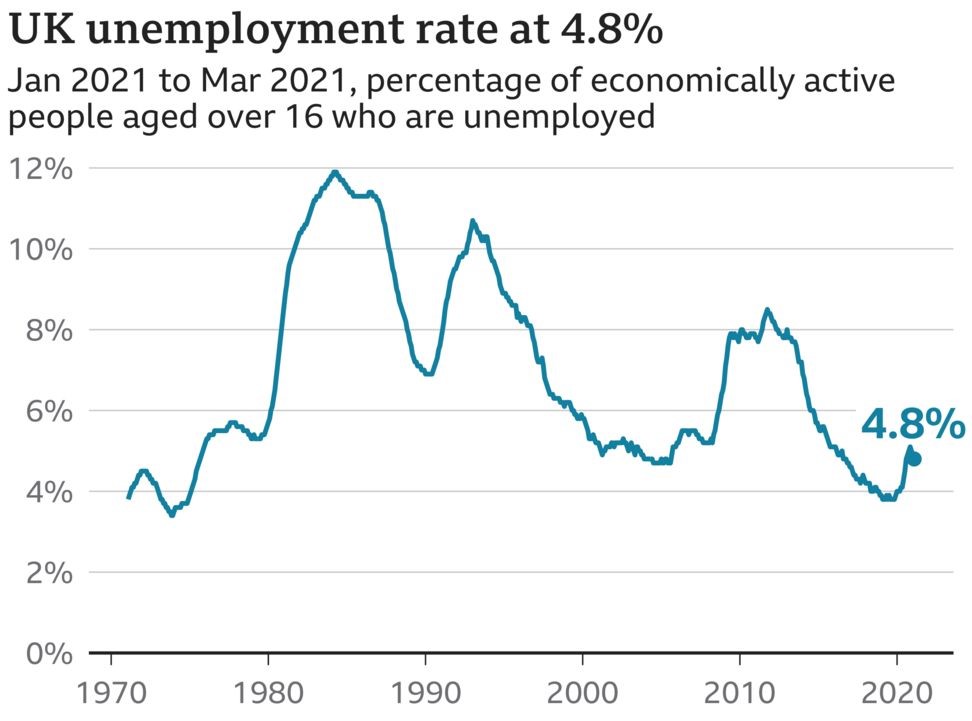 UK unemployment rate at 4.8%
Jan 2021 to Mar 2021, percentage of economically active
people aged over 16 who are unemployed
12%
10%
8%
6%
4.8%
4%
2%
0%
1970 1980 1990 2000 2010 2020